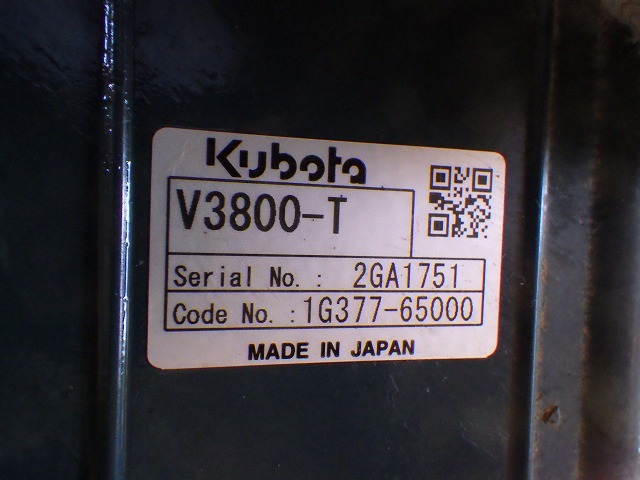 Kubota
V3800-T
Serial No. : 2GA1751
Code No. : 1G377-65000
MADE IN JAPAN